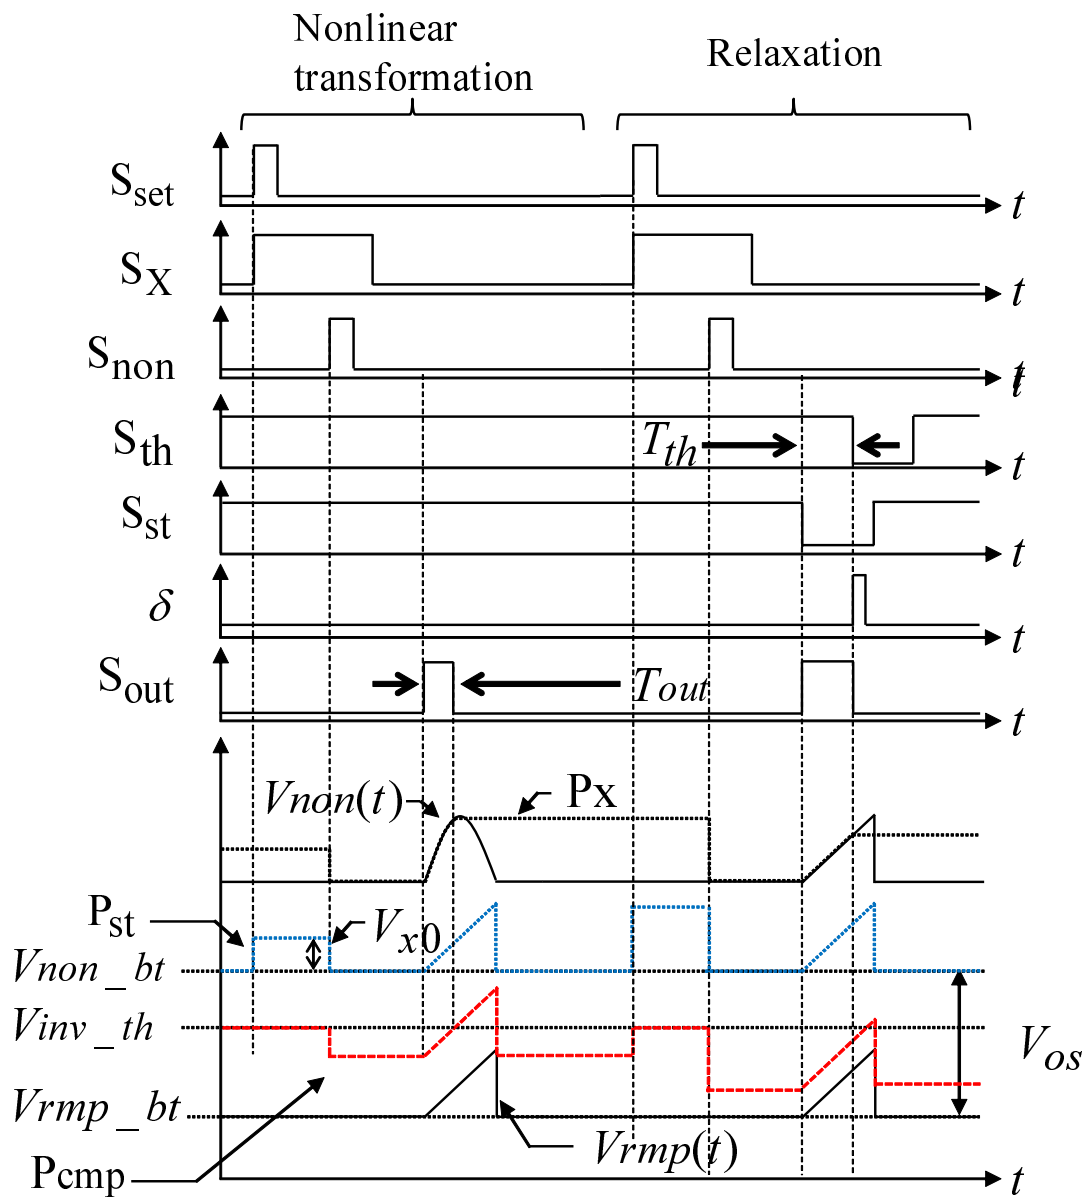 Nonlinear
transformation
Relaxation
Sset
t
SX
t
Snon
t
t
Sth
Tth
t
Sst
t
δ
t
Sout
Tout
t
Vnon(t)
Px
Pst
Vx0
Vnon_bt
Vinv_th
Vos
Vrmp_bt
Vrmp(t)
Pcmp
t